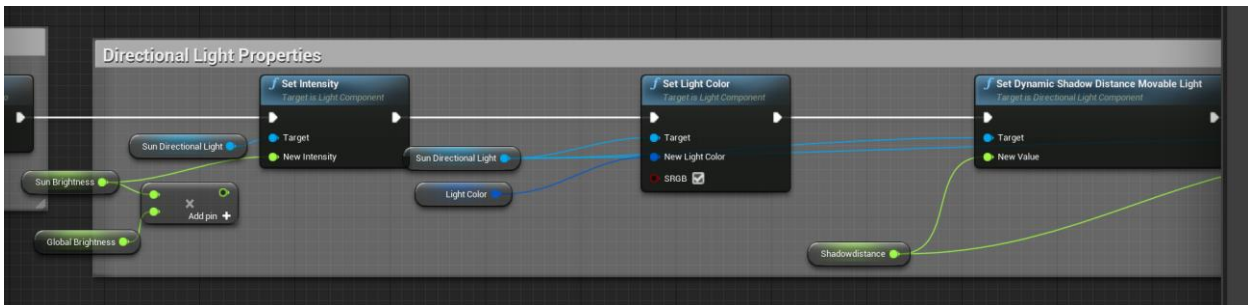 Directional Light Properties
Set Intensity
Target is Light Component
Target
New Intensity
Sun Directional Light
Sun Brightness
Add pin
Global Brightness
Set Light Color
Target is Light Component
Target
New Light Color
SRGB
Sun Directional Light
Light Color
Set Dynamic Shadow Distance Movable Light
Target is Directional Light Component
Target
New Value
Shadowdistance